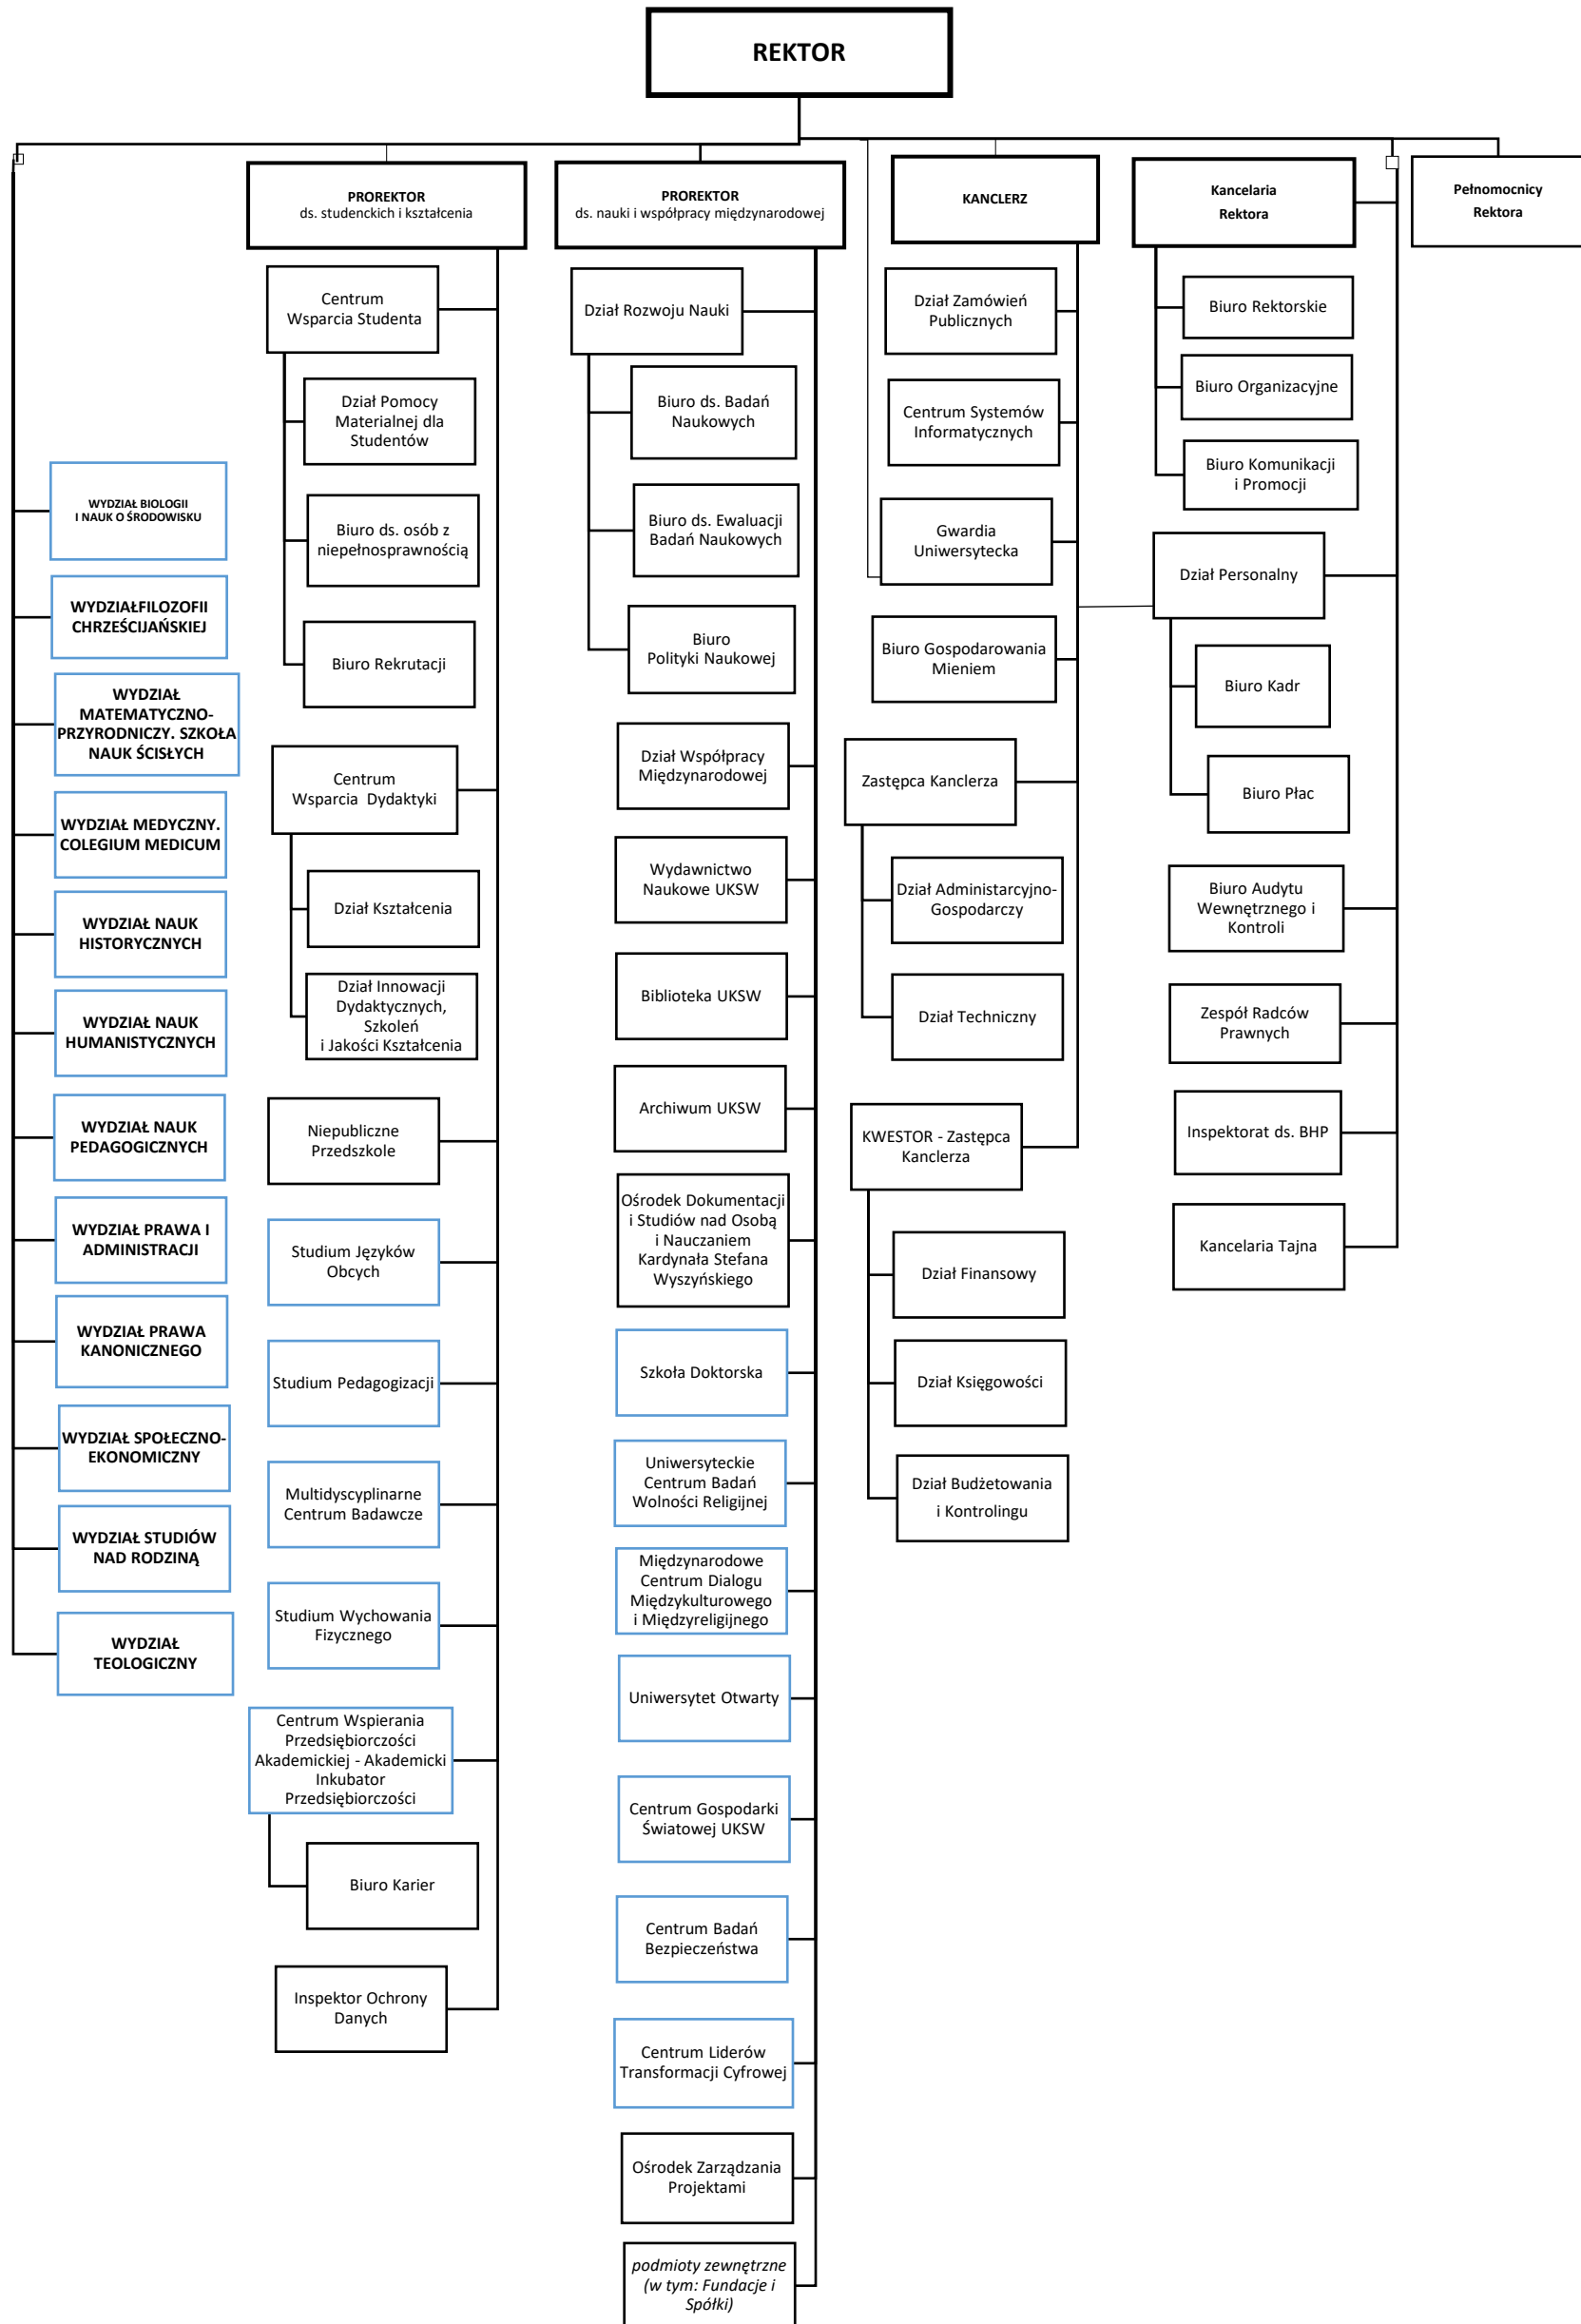 REKTOR
PROREKTOR
ds. studenckich i kształcenia
PROREKTOR
ds. nauki i współpracy międzynarodowej
KANCLERZ
Kancelaria
Rektora
Pełnomocnicy
Rektora
WYDZIAŁ BIOLOGII
I NAUK O ŚRODOWISKU
WYDZIAŁFILOZOFII
CHRZEŚCIJAŃSKIEJ
WYDZIAŁ
MATEMATYCZNO-
PRZYRODNICZY. SZKOŁA
NAUK ŚCISŁYCH
WYDZIAŁ MEDYCZNY.
COLEGIUM MEDICUM
WYDZIAŁ NAUK
HISTORYCZNYCH
WYDZIAŁ NAUK
HUMANISTYCZNYCH
WYDZIAŁ NAUK
PEDAGOGICZNYCH
WYDZIAŁ PRAWA I
ADMINISTRACJI
WYDZIAŁ PRAWA
KANONICZNEGO
WYDZIAŁ SPOŁECZNO-
EKONOMICZNY
WYDZIAŁ STUDIÓW
NAD RODZINĄ
WYDZIAŁ
TEOLOGICZNY
Centrum
Wsparcia Studenta
Dział Pomocy
Materialnej dla
Studentów
Biuro ds. osób z
niepełnosprawnością
Biuro Rekrutacji
Centrum
Wsparcia Dydaktyki
Dział Kształcenia
Dział Innowacji
Dydaktycznych,
Szkoleń
i Jakości Kształcenia
Niepubliczne
Przedszkole
Studium Języków
Obcych
Studium Pedagogizacji
Multidyscyplinarne
Centrum Badawcze
Studium Wychowania
Fizycznego
Centrum Wspierania
Przedsiębiorczości
Akademickiej - Akademicki
Inkubator
Przedsiębiorczości
Biuro Karier
Inspektor Ochrony
Danych
Dział Rozwoju Nauki
Biuro ds. Badań
Naukowych
Biuro ds. Ewaluacji
Badań Naukowych
Biuro
Polityki Naukowej
Dział Współpracy
Międzynarodowej
Wydawnictwo
Naukowe UKSW
Biblioteka UKSW
Archiwum UKSW
Ośrodek Dokumentacji
i Studiów nad Osobą
i Nauczaniem
Kardynała Stefana
Wyszyńskiego
Szkoła Doktorska
Uniwersyteckie
Centrum Badań
Wolności Religijnej
Międzynarodowe
Centrum Dialogu
Międzykulturowego
i Międzyreligijnego
Uniwersytet Otwarty
Centrum Gospodarki
Światowej UKSW
Centrum Badań
Bezpieczeństwa
Centrum Liderów
Transformacji Cyfrowej
Ośrodek Zarządzania
Projektami
podmioty zewnętrzne
(w tym: Fundacje i
Spółki)
Dział Zamówień
Publicznych
Centrum Systemów
Informatycznych
Gwardia
Uniwersytecka
Biuro Gospodarowania
Mieniem
Zastępca Kanclerza
Dział Administarcyjno-
Gospodarczy
Dział Techniczny
KWESTOR - Zastępca
Kanclerza
Dział Finansowy
Dział Księgowości
Dział Budżetowania
i Kontrolingu
Biuro Rektorskie
Biuro Organizacyjne
Biuro Komunikacji
i Promocji
Dział Personalny
Biuro Kadr
Biuro Płac
Biuro Audytu
Wewnętrznego i
Kontroli
Zespół Radców
Prawnych
Inspektorat ds. BHP
Kancelaria Tajna